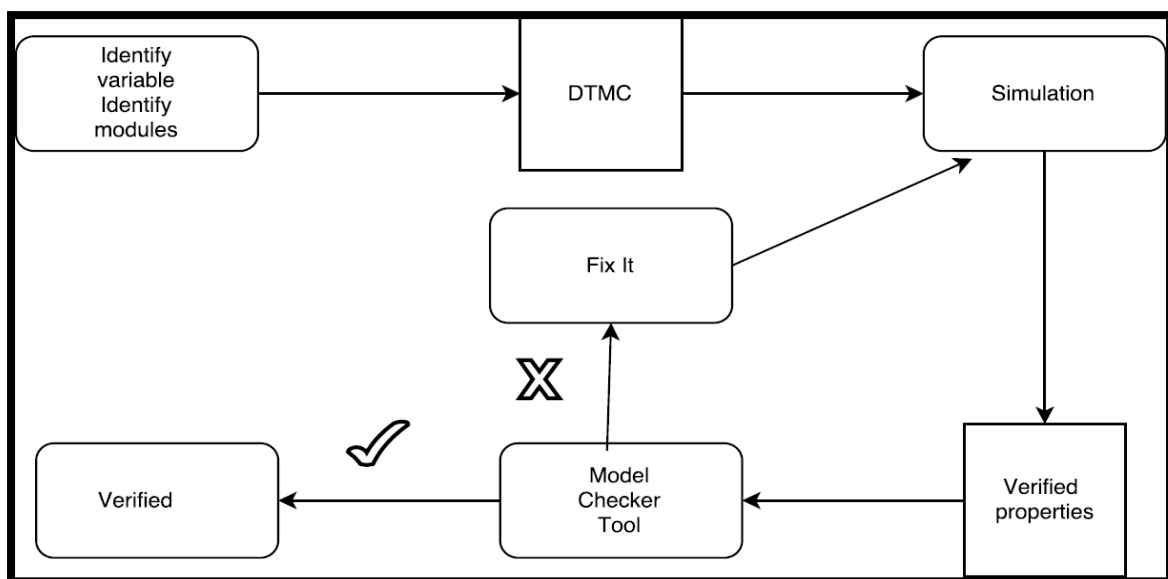 Identify
variable
Identify
modules
DTMC
Simulation
Fix It
X
Verified
Model
Checker
Tool
Verified
properties